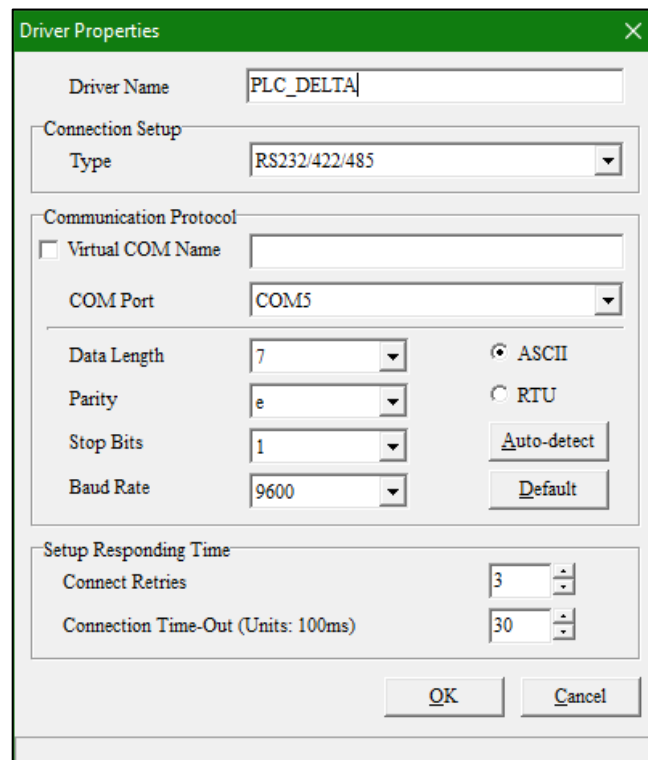 Driver Properties
Driver Name PLC_DELTA
Connection Setup
Type RS232/422/485
Communication Protocol
Virtual COM Name
COM Port COM5
Data Length 7 ASCII
Parity e RTU
Stop Bits 1 Auto-detect
Baud Rate 9600 Default
Setup Responding Time
Connect Retries 3
Connection Time-Out (Units: 100ms) 30
OK Cancel